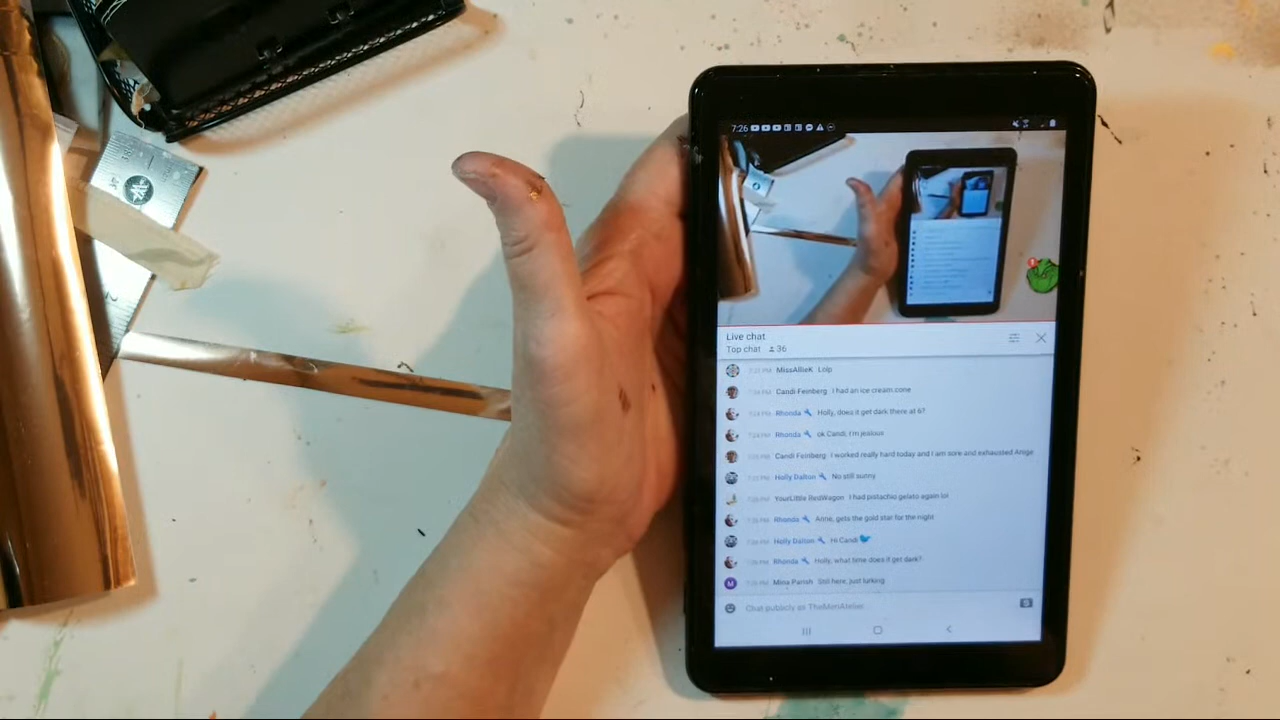 7:26
Live chat
Top chat 36
MissAllieK Lolp
Candi Feinberg I had an ice cream cone
Rhonda Holly, does it get dark there at 6?
Rhonda ok Candi, i'm jealous
Candi Feinberg I worked really hard today and I am sore and exhausted
Holly Dalton No still sunny
YourLittle RedWagon I had pistachio gelato again lol
Rhonda Anne, gets the gold star for the night
Holly Dalton Hi Candi
Rhonda Holly, what time does it get dark?
M Mina Parrish Still here, just lurking
Chat publicly as